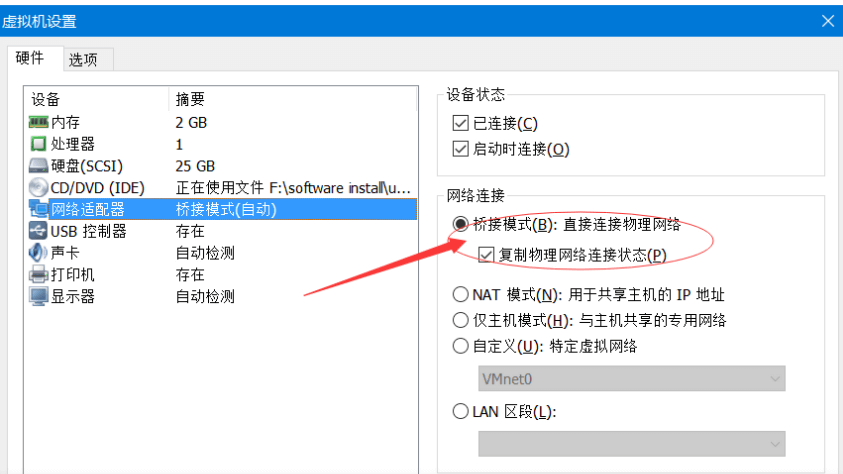 虚拟机设置
硬件 选项
设备 摘要
内存 2 GB
处理器 1
硬盘(SCSI) 25 GB
CD/DVD (IDE) 正在使用文件 F:\software install\u...
网络适配器 桥接模式(自动)
USB 控制器 存在
声卡 自动检测
打印机 存在
显示器 自动检测
设备状态
已连接(C)
启动时连接(O)
网络连接
桥接模式(B): 直接连接物理网络
复制物理网络连接状态(P)
NAT 模式(N): 用于共享主机的 IP 地址
仅主机模式(H): 与主机共享的专用网络
自定义(U): 特定虚拟网络
VMnet0
LAN 区段(L):